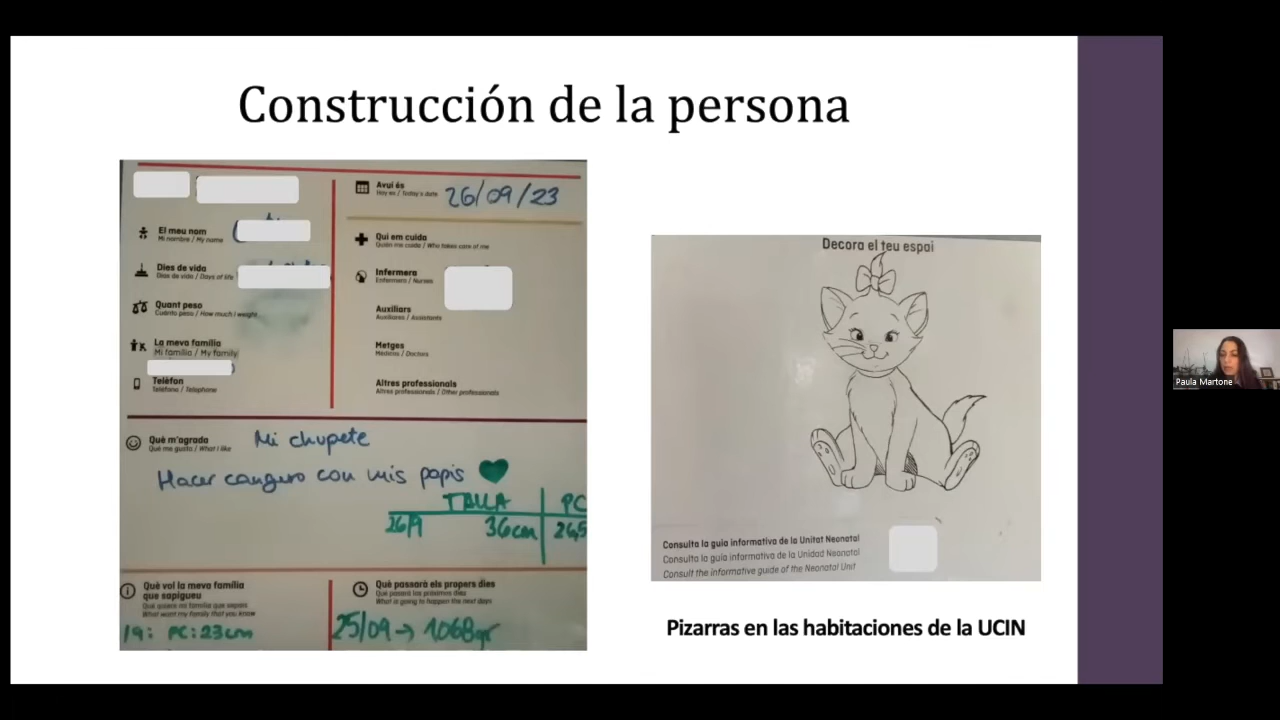 Construcción de la persona
Avui és
Hoy es / Today's date
26/09/23
El meu nom
Mi nombre / My name
Dies de vida
Días de vida / Days of life
Quant peso
Cuánto peso / How much I weight
La meva família
Mi familia / My family
Telèfon
Teléfono / Telephone
Qui em cuida
Quién me cuida / Who takes care of me
Infermera
Enfermera / Nurses
Auxiliars
Auxiliares / Assistants
Metges
Médicos / Doctors
Altres professionals
Altres professionals / Other professionals
Què m'agrada
Qué me gusta / What I like
Mi chupete
Hacer canguro con mis papis
TALLA PC
26/9 36cm 26,5
Què vol la meva família
que sapigueu
Qué quiere mi familia que sepáis
What want my family that you know
/9: PC: 23cm
Què passarà els propers dies
Qué pasará los próximos días
What is going to happen the next days
25/09 → 1068gr
Decora el teu espai
Consulta la guia informativa de la Unitat Neonatal
Consulta la guía informativa de la Unidad Neonatal
Consult the informative guide of the Neonatal Unit
Pizarras en las habitaciones de la UCIN
Paula Martone